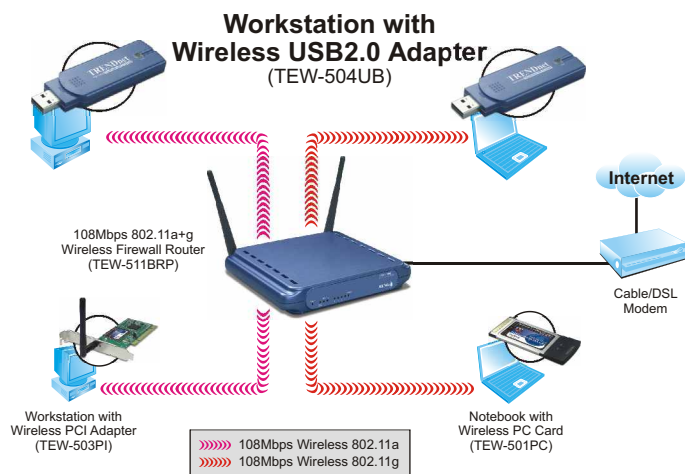 Workstation with
Wireless USB2.0 Adapter
(TEW-504UB)
TRENDnet
TRENDnet
Internet
108Mbps 802.11a+g
Wireless Firewall Router
(TEW-511BRP)
Cable/DSL
Modem
Workstation with
Wireless PCI Adapter
(TEW-503PI)
Notebook with
Wireless PC Card
(TEW-501PC)
108Mbps Wireless 802.11a
108Mbps Wireless 802.11g